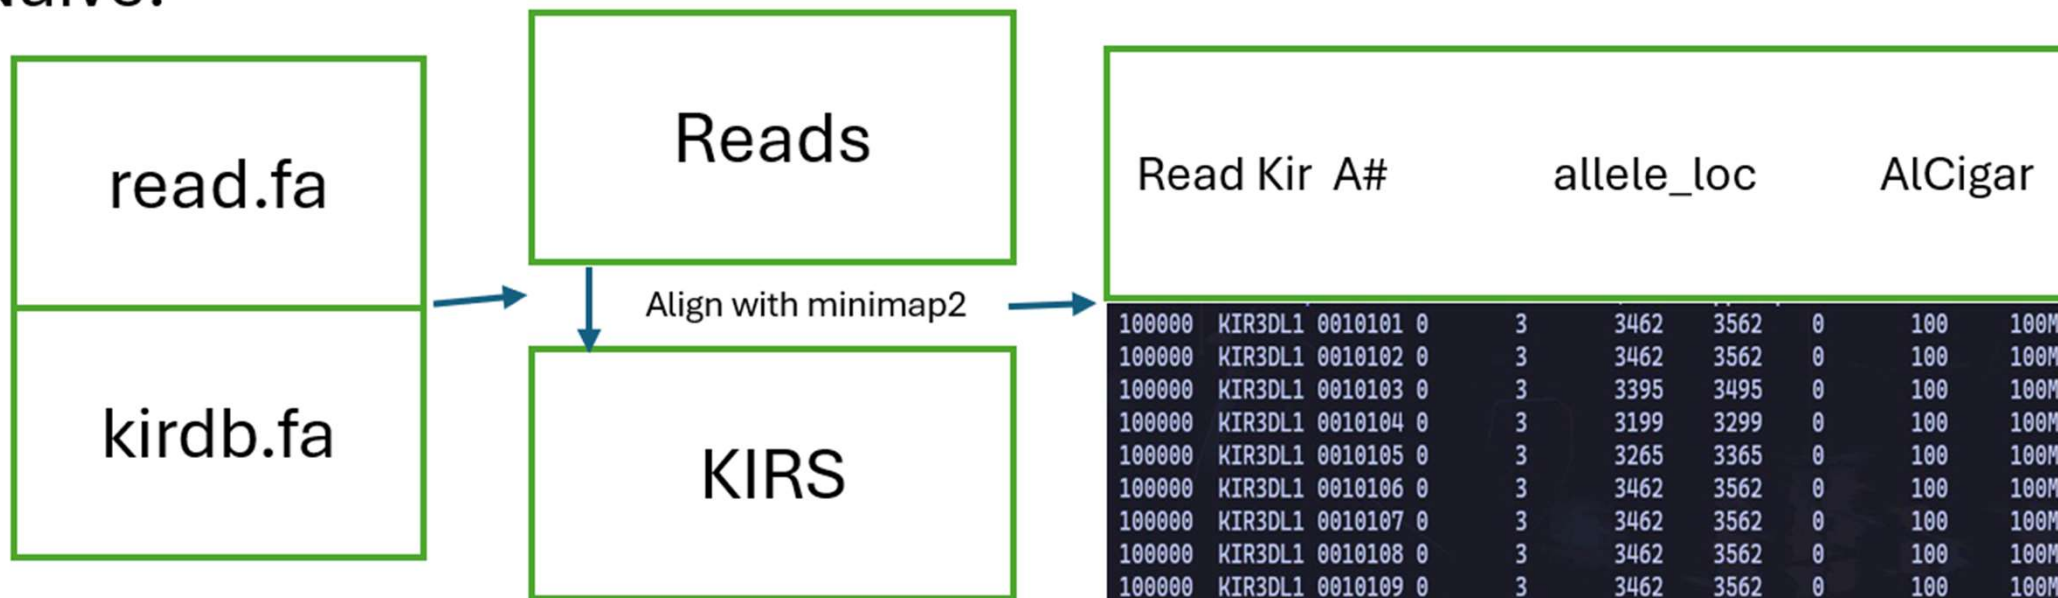 Naive:
read.fa
kirdb.fa
Reads
Align with minimap2
KIRS
Read Kir A# allele_loc AlCigar
100000 KIR3DL1 0010101 0 3 3462 3562 0 100 100M
100000 KIR3DL1 0010102 0 3 3462 3562 0 100 100M
100000 KIR3DL1 0010103 0 3 3395 3495 0 100 100M
100000 KIR3DL1 0010104 0 3 3199 3299 0 100 100M
100000 KIR3DL1 0010105 0 3 3265 3365 0 100 100M
100000 KIR3DL1 0010106 0 3 3462 3562 0 100 100M
100000 KIR3DL1 0010107 0 3 3462 3562 0 100 100M
100000 KIR3DL1 0010108 0 3 3462 3562 0 100 100M
100000 KIR3DL1 0010109 0 3 3462 3562 0 100 100M